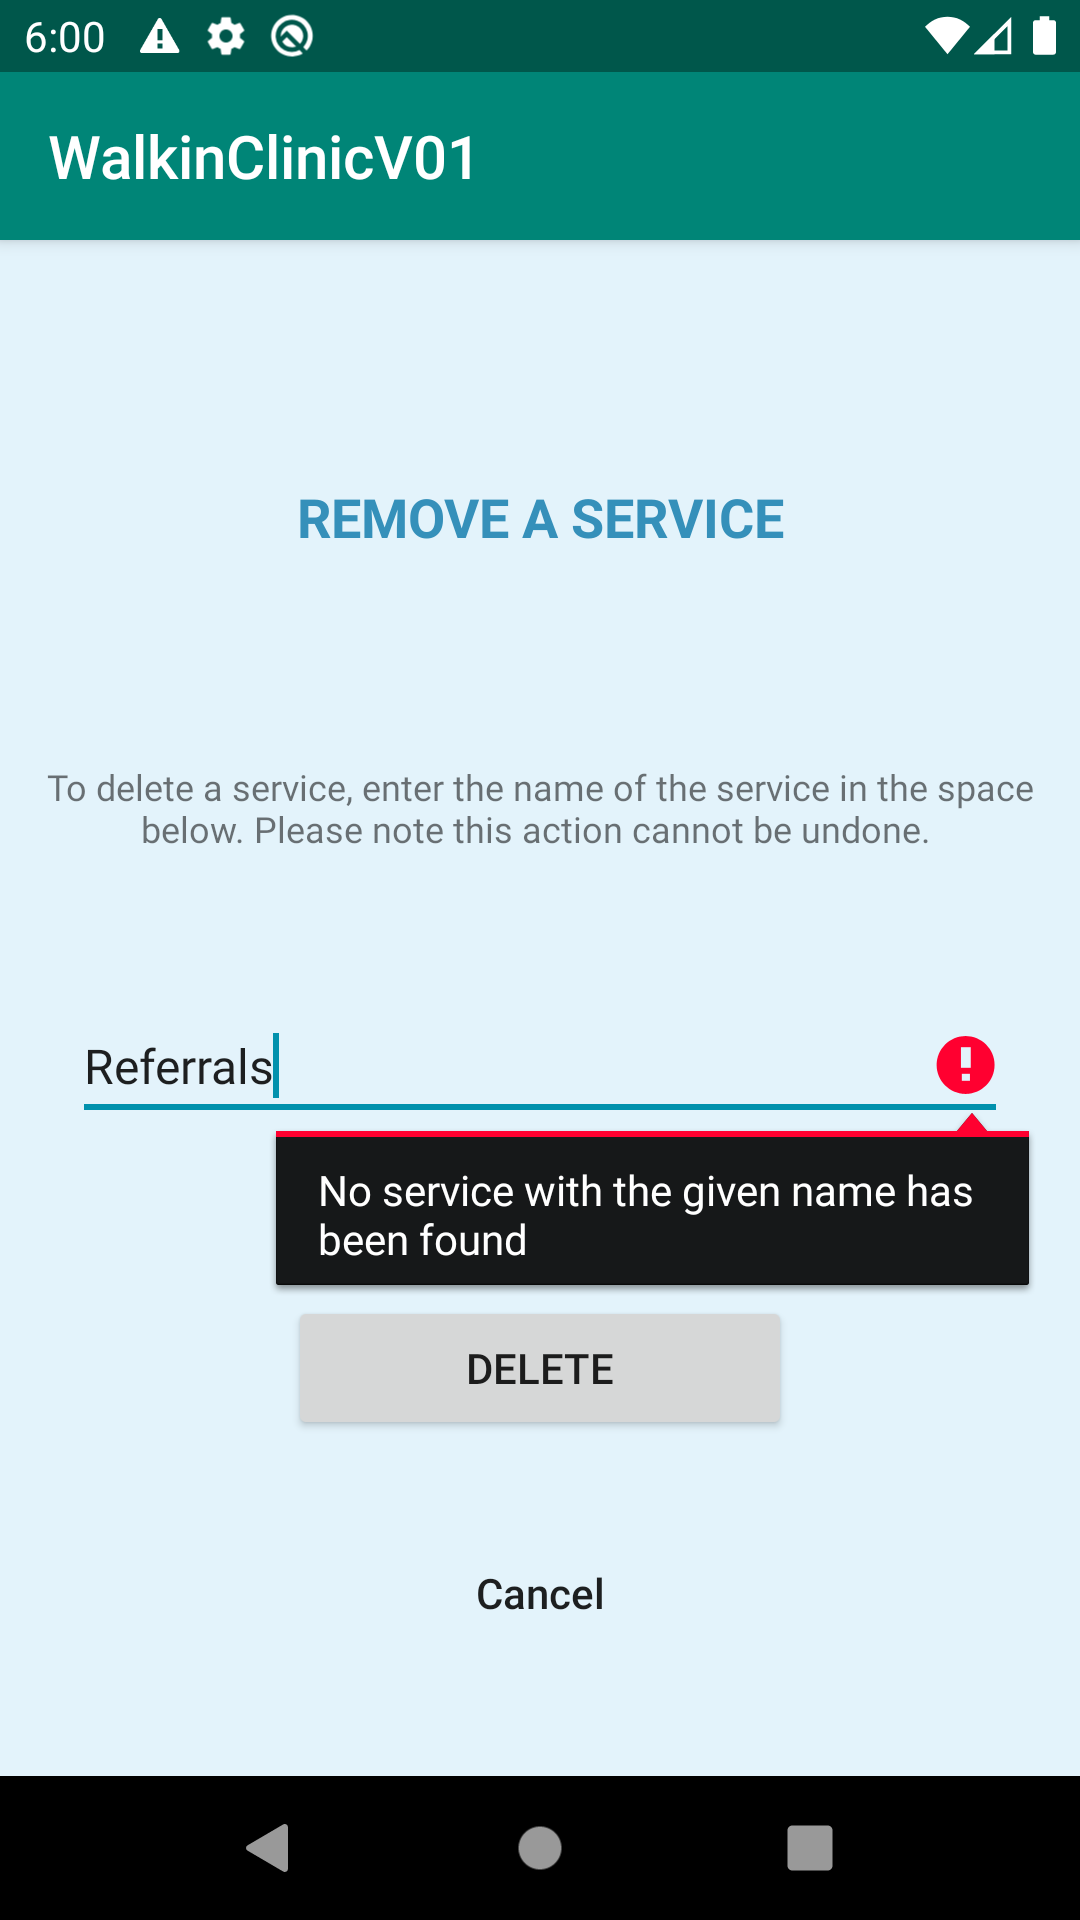 6:00
WalkinClinicV01
REMOVE A SERVICE
To delete a service, enter the name of the service in the space
below. Please note this action cannot be undone.
Referrals
No service with the given name has
been found
DELETE
Cancel